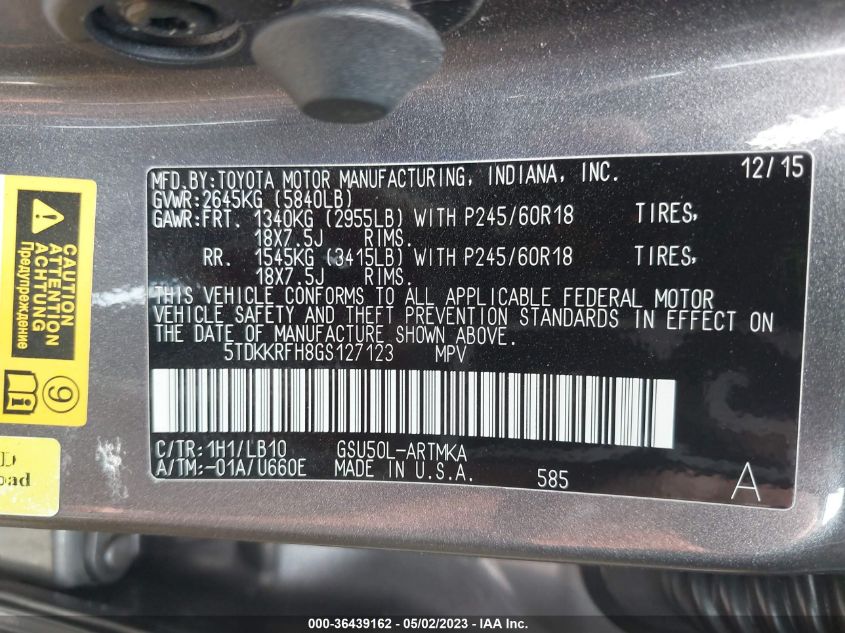 MFD.BY:TOYOTA MOTOR MANUFACTURING, INDIANA, INC. 12/15
GVWR:2645KG (5840LB)
GAWR:FRT. 1340KG (2955LB) WITH P245/60R18 TIRES,
18X7.5J RIMS.
RR. 1545KG (3415LB) WITH P245/60R18 TIRES,
18X7.5J RIMS.
THIS VEHICLE CONFORMS TO ALL APPLICABLE FEDERAL MOTOR
VEHICLE SAFETY AND THEFT PREVENTION STANDARDS IN EFFECT ON
THE DATE OF MANUFACTURE SHOWN ABOVE.
5TDKKRFH8GS127123 MPV
C/TR:1H1/LB10 GSU50L-ARTMKA
A/TM:-01A/U660E MADE IN U.S.A. 585 A
CAUTION
ATTENTION
ACHTUNG
Предупреждение
9
D
oad
000-36439162 - 05/02/2023 - IAA Inc.